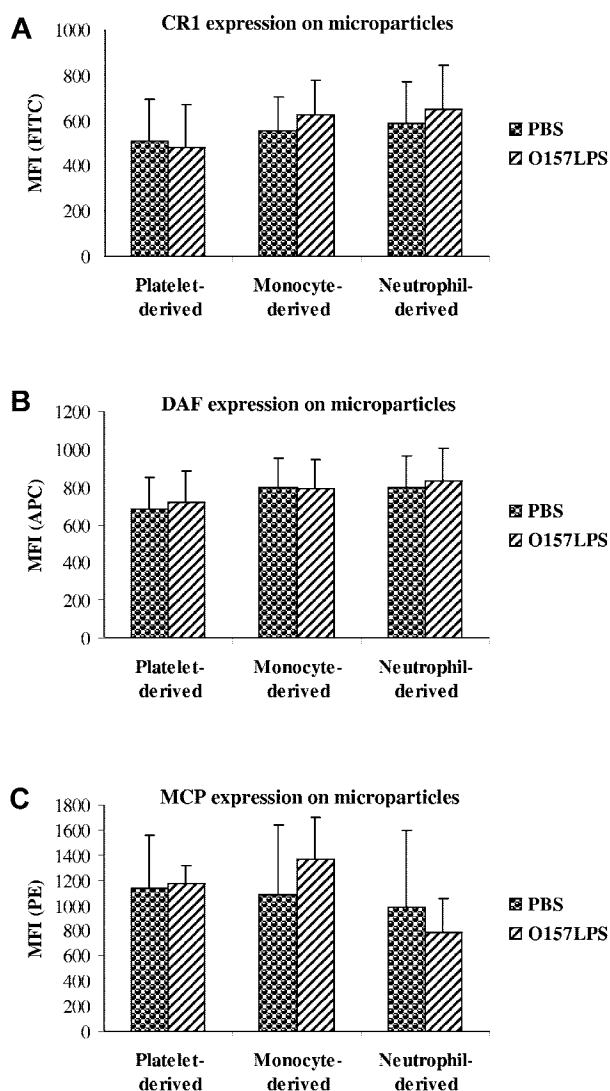 A
CR1 expression on microparticles
MFI (FITC)
1000
800
600
400
200
0
Platelet-
derived
Monocyte-
derived
Neutrophil-
derived
PBS
O157LPS
B
DAF expression on microparticles
MFI (APC)
1200
1000
800
600
400
200
0
Platelet-
derived
Monocyte-
derived
Neutrophil-
derived
PBS
O157LPS
C
MCP expression on microparticles
MFI (PE)
1800
1600
1400
1200
1000
800
600
400
200
0
Platelet-
derived
Monocyte-
derived
Neutrophil-
derived
PBS
O157LPS